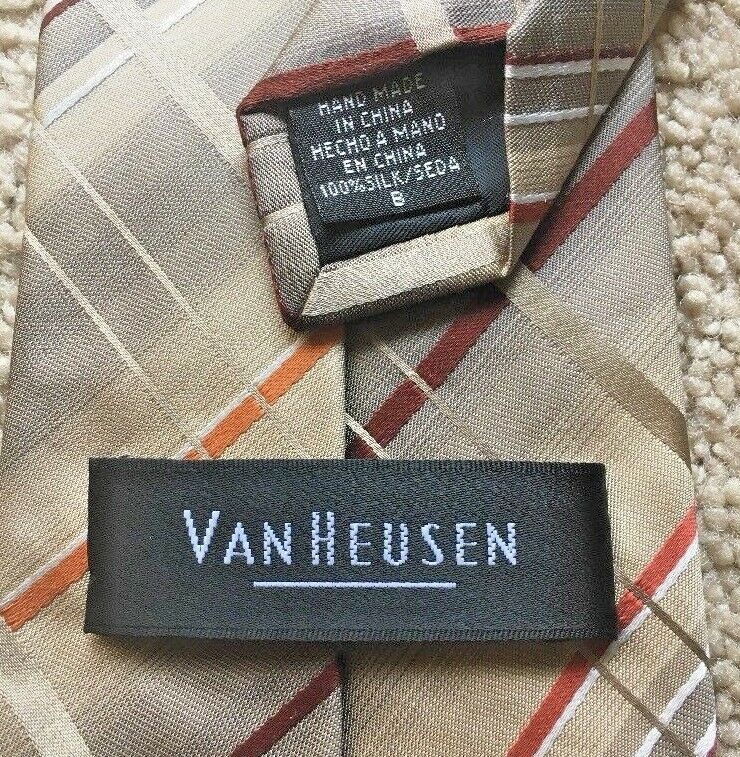 HAND MADE
IN CHINA
HECHO A MANO
EN CHINA
100%SILK/SEDA
B
VAN HEUSEN